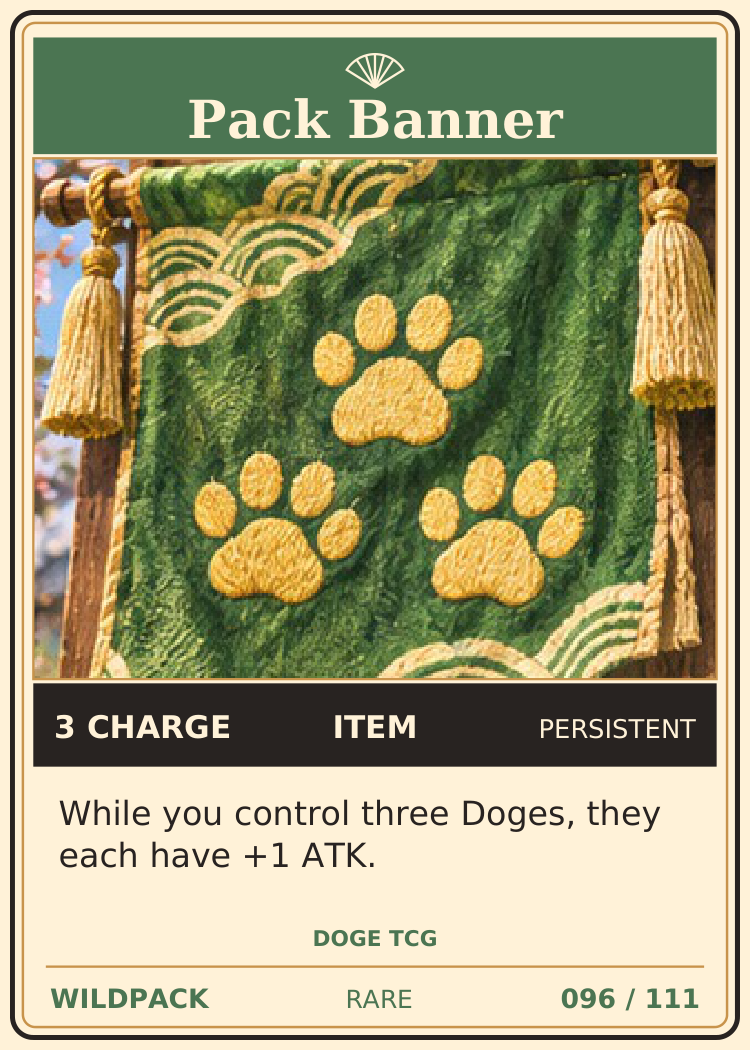 Pack Banner
3 CHARGE ITEM PERSISTENT
While you control three Doges, they
each have +1 ATK.
DOGE TCG
WILDPACK RARE 096 / 111